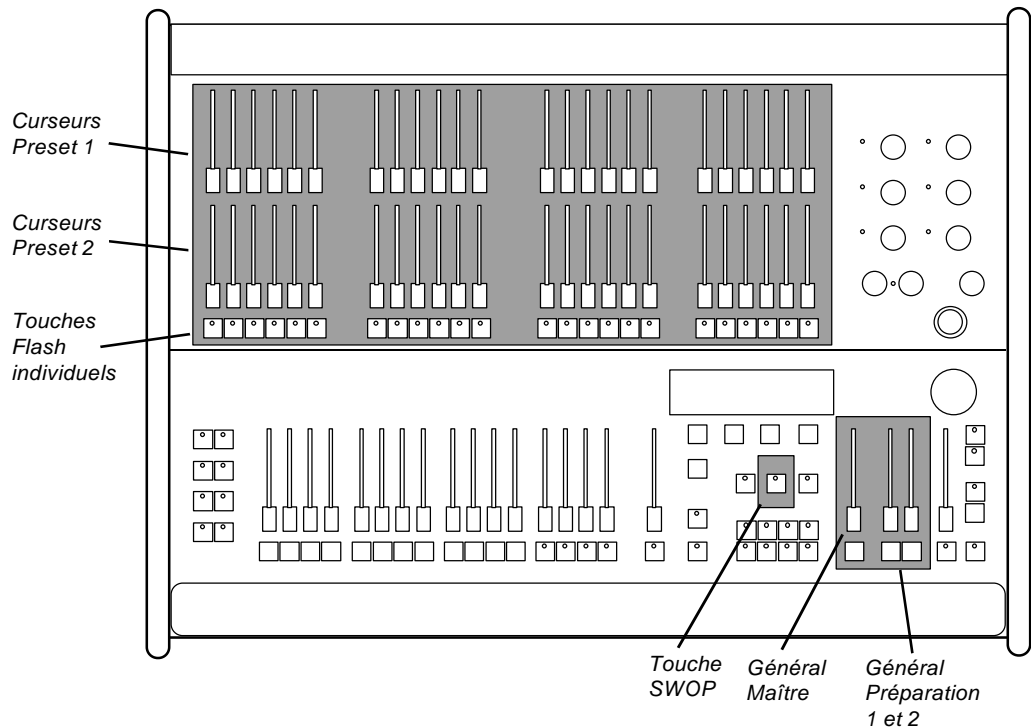 Curseurs
Preset 1
Curseurs
Preset 2
Touches
Flash
individuels
Touche
SWOP
Général
Maître
Général
Préparation
1 et 2